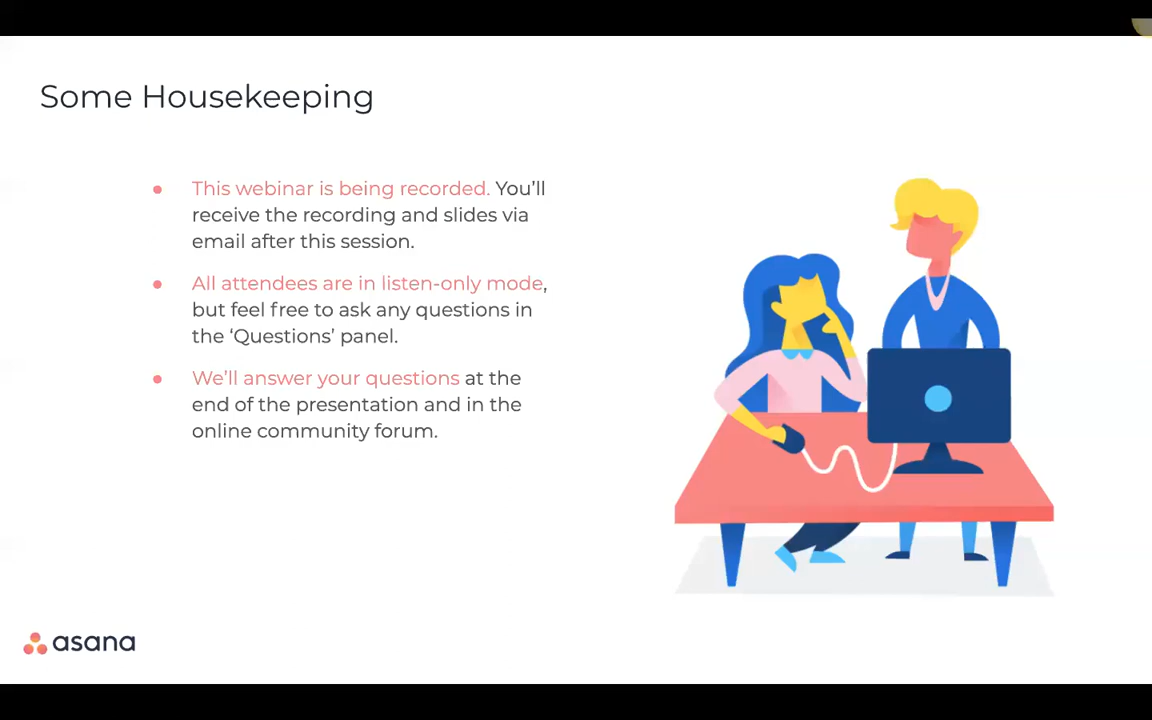 Some Housekeeping
● This webinar is being recorded. You’ll
receive the recording and slides via
email after this session.
● All attendees are in listen-only mode,
but feel free to ask any questions in
the ‘Questions’ panel.
● We’ll answer your questions at the
end of the presentation and in the
online community forum.
asana